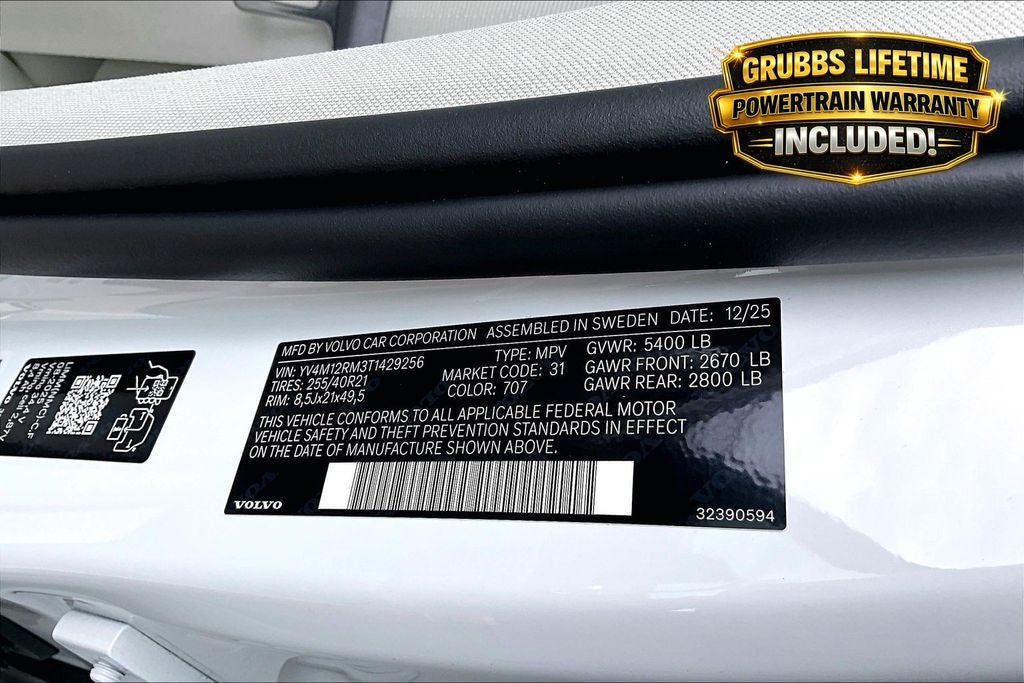 GRUBBS LIFETIME
POWERTRAIN WARRANTY
INCLUDED!
MFD BY VOLVO CAR CORPORATION ASSEMBLED IN SWEDEN DATE: 12/25
VIN: YV4M12RM3T1429256 TYPE: MPV GVWR: 5400 LB
TIRES: 255/40R21 MARKET CODE: 31 GAWR FRONT: 2670 LB
RIM: 8,5Jx21x49,5 COLOR: 707 GAWR REAR: 2800 LB
THIS VEHICLE CONFORMS TO ALL APPLICABLE FEDERAL MOTOR
VEHICLE SAFETY AND THEFT PREVENTION STANDARDS IN EFFECT
ON THE DATE OF MANUFACTURE SHOWN ABOVE.
VOLVO
32390594